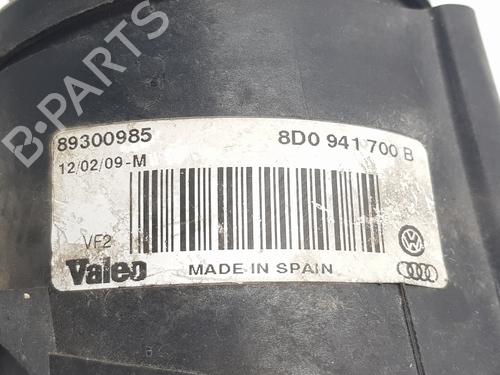 89300985 8D0 941 700 B
12/02/09-M
VF2
Valeo MADE IN SPAIN
B-PARTS